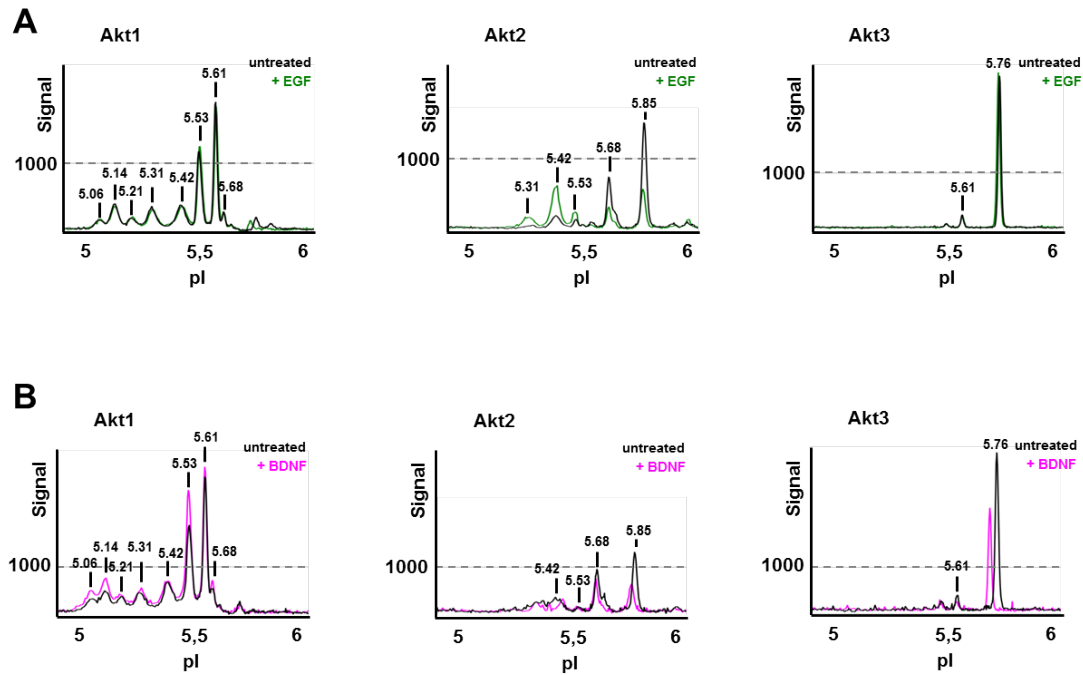 A
Akt1
Akt2
Akt3
Signal
1000
5.06
5.14
5.21
5.31
5.42
5.53
5.61
5.68
untreated
+ EGF
5
5,5
6
pI
Signal
1000
5.31
5.42
5.53
5.68
5.85
untreated
+ EGF
5
5,5
6
pI
Signal
1000
5.61
5.76
untreated
+ EGF
5
5,5
6
pI
B
Akt1
Akt2
Akt3
Signal
1000
5.06
5.14
5.21
5.31
5.42
5.53
5.61
5.68
untreated
+ BDNF
5
5,5
6
pI
Signal
1000
5.42
5.53
5.68
5.85
untreated
+ BDNF
5
5,5
6
pI
Signal
1000
5.61
5.76
untreated
+ BDNF
5
5,5
6
pI